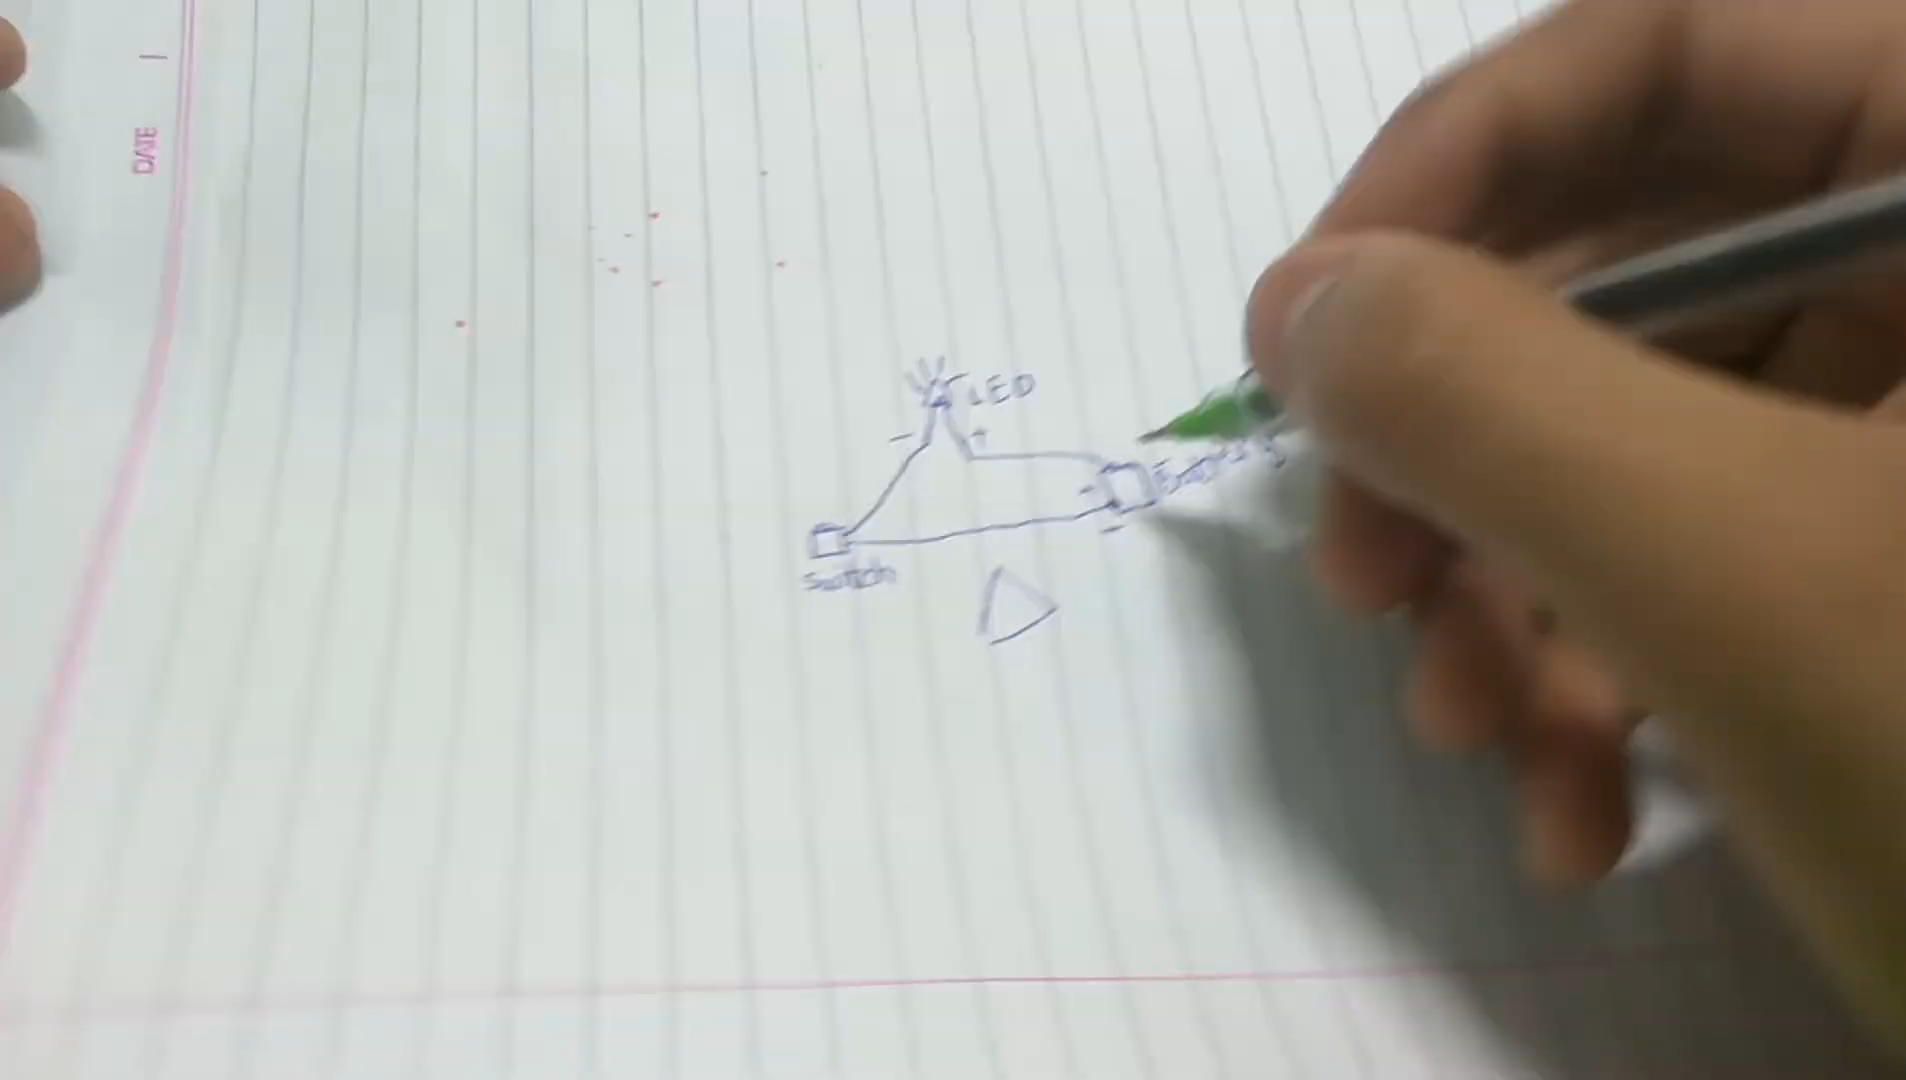 DATE
LED
- +
-
-
Switch